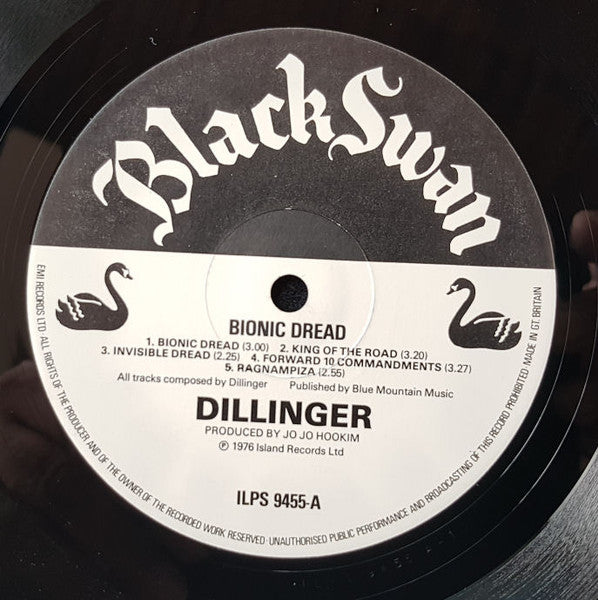 Black Swan
BIONIC DREAD
1. BIONIC DREAD (3.00) 2. KING OF THE ROAD (3.20)
3. INVISIBLE DREAD (2.25) 4. FORWARD 10 COMMANDMENTS (3.27)
5. RAGNAMPIZA (2.55)
All tracks composed by Dillinger Published by Blue Mountain Music
DILLINGER
PRODUCED BY JO JO HOOKIM
℗ 1976 Island Records Ltd
ILPS 9455-A
EMI RECORDS LTD · ALL RIGHTS OF THE PRODUCER AND OF THE OWNER OF THE RECORDED WORK RESERVED · UNAUTHORISED PUBLIC PERFORMANCE AND BROADCASTING OF THIS RECORD PROHIBITED MADE IN GT. BRITAIN